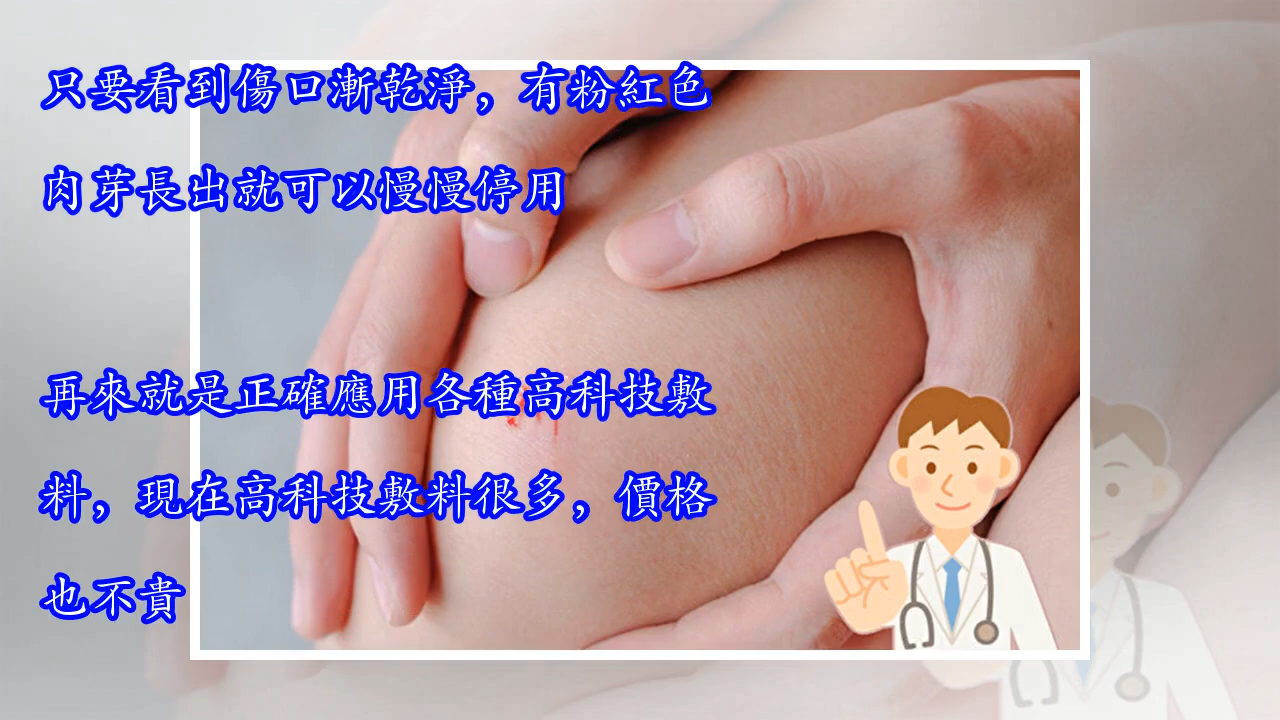 只要看到傷口漸乾淨，有粉紅色
肉芽長出就可以慢慢停用
再來就是正確應用各種高科技敷
料，現在高科技敷料很多，價格
也不貴